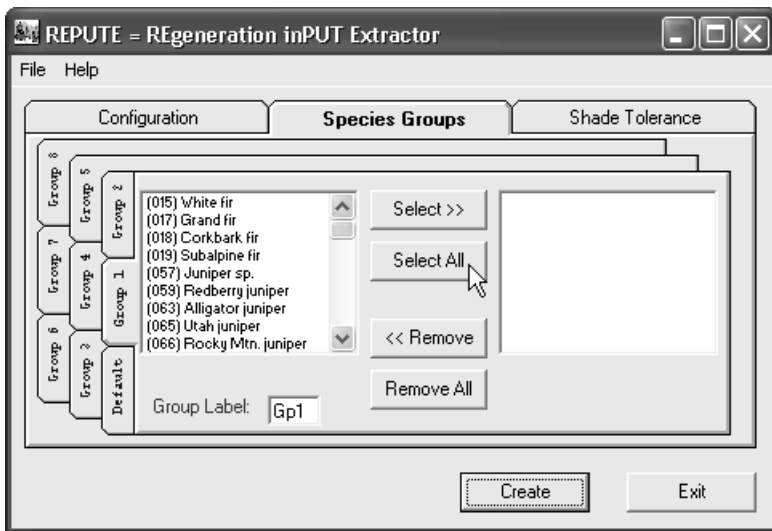 REPUTE = REgeneration inPUT Extractor
File Help
Configuration Species Groups Shade Tolerance
Group 8
Group 5
Group 2
Group 7
Group 4
Group 1
Group 6
Group 3
Default
(015) White fir
(017) Grand fir
(018) Corkbark fir
(019) Subalpine fir
(057) Juniper sp.
(059) Redberry juniper
(063) Alligator juniper
(065) Utah juniper
(066) Rocky Mtn. juniper
Select >>
Select All
<< Remove
Remove All
Group Label: Gp1
Create Exit